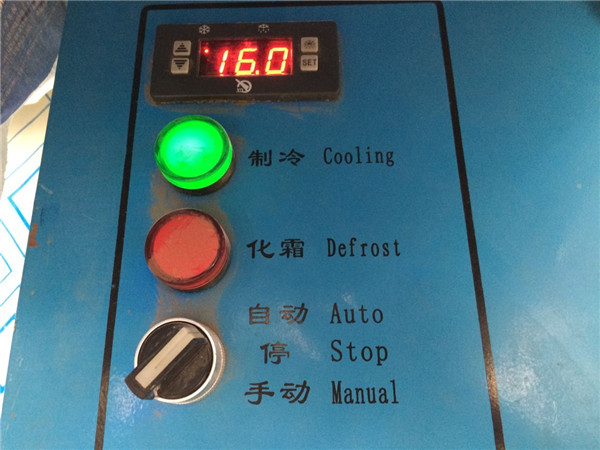 16.0
SET
制冷 Cooling
化霜 Defrost
自动 Auto
停 Stop
手动 Manual